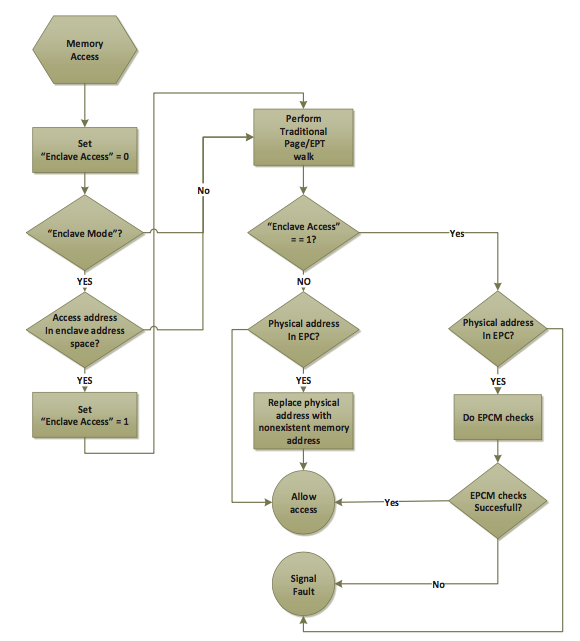 Memory
Access
Set
"Enclave Access" = 0
"Enclave Mode"?
YES
Access address
In enclave address
space?
YES
Set
"Enclave Access" = 1
No
Perform
Traditional
Page/EPT
walk
"Enclave Access"
= = 1?
NO
Yes
Physical address
In EPC?
YES
Replace physical
address with
nonexistent memory
address
Allow
access
Physical address
In EPC?
YES
Do EPCM checks
EPCM checks
Succesfull?
Yes
No
Signal
Fault